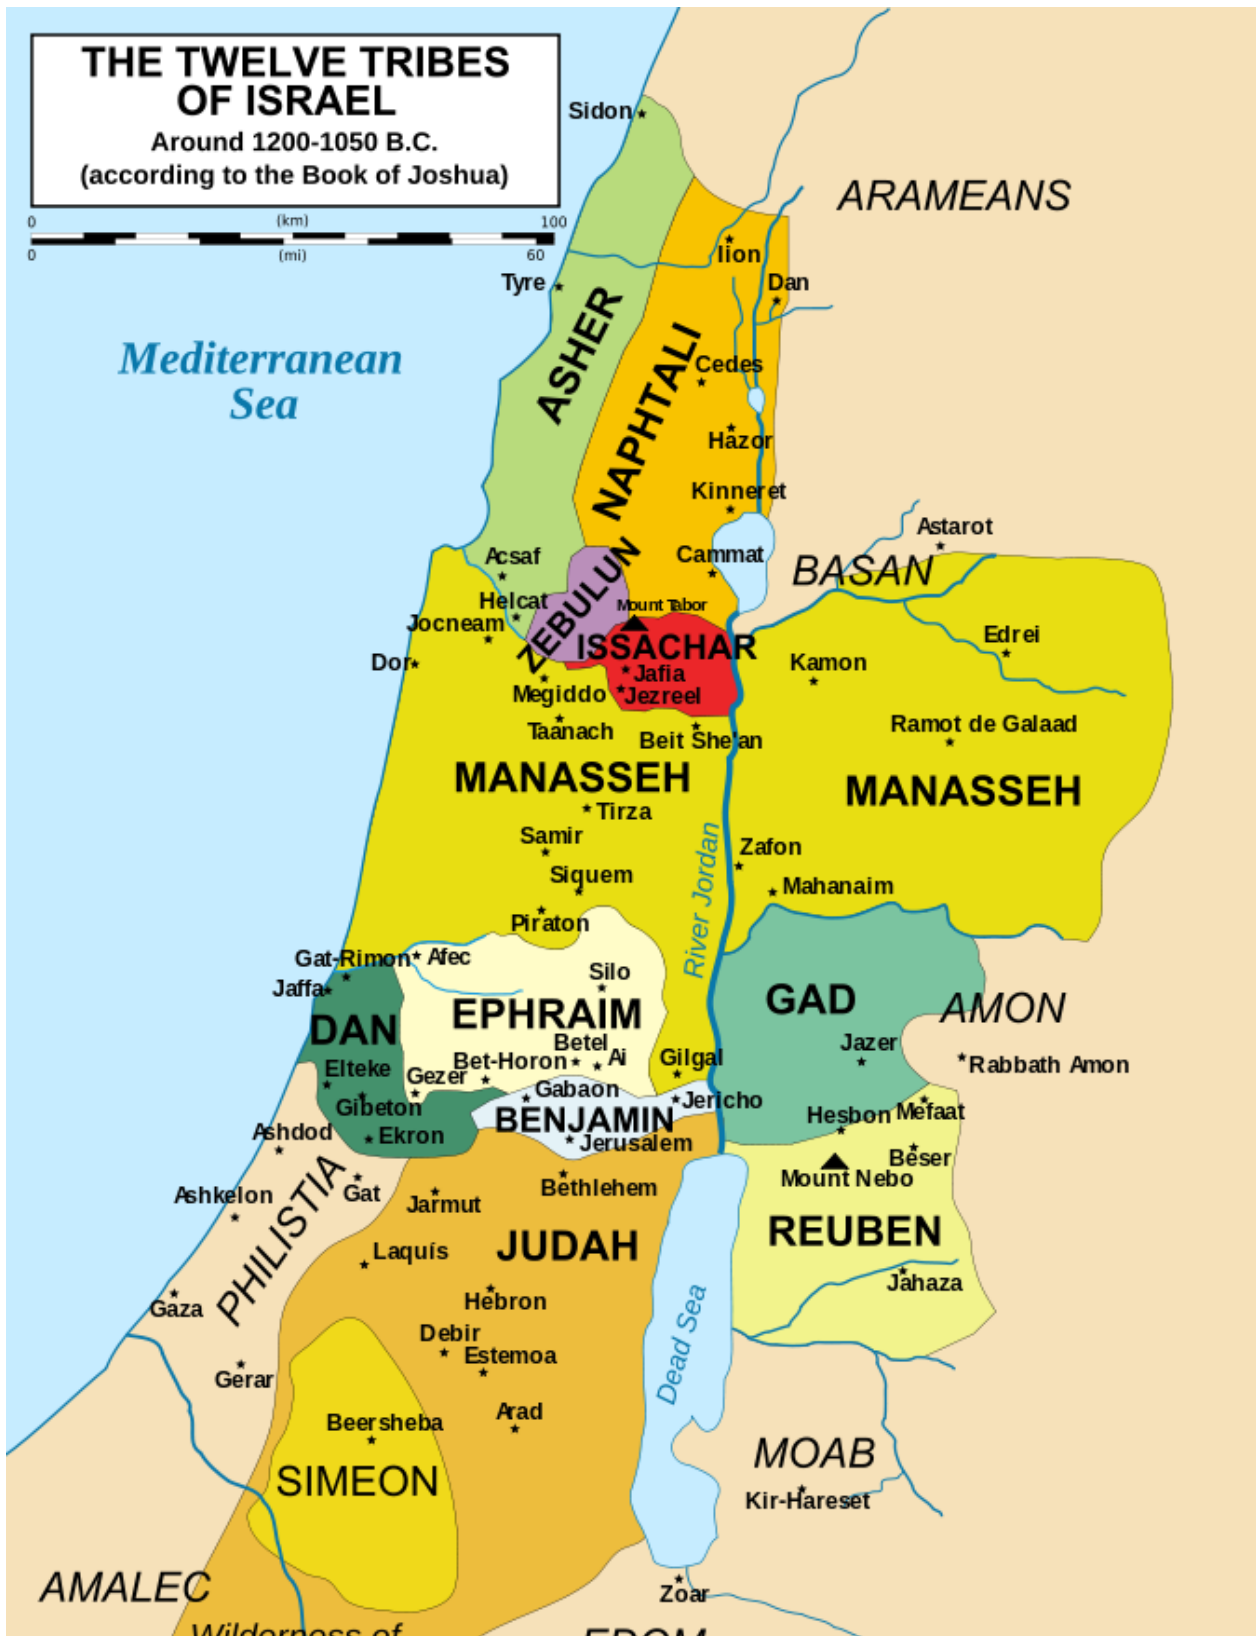 THE TWELVE TRIBES
OF ISRAEL
Around 1200-1050 B.C.
(according to the Book of Joshua)
0 (km) 100
0 (mi) 60
Sidon
ARAMEANS
Iion
Tyre
Dan
ASHER
Mediterranean
Sea
NAPHTALI
Cedes
Hazor
Kinneret
Astarot
Acsaf
Cammat
BASAN
Helcat
ZEBULUN
Mount Tabor
Jocneam
ISSACHAR
Edrei
Dor
Jafia
Kamon
Megiddo
Jezreel
Taanach
Beit She'an
Ramot de Galaad
MANASSEH
MANASSEH
Tirza
Samir
River Jordan
Zafon
Siquem
Mahanaim
Piraton
Gat-Rimon
Afec
Jaffa
Silo
DAN
EPHRAIM
GAD
AMON
Betel
Jazer
Elteke
Bet-Horon
Ai
Gilgal
Rabbath Amon
Gezer
Gibeton
Gabaon
Jericho
BENJAMIN
Hesbon
Mefaat
Ashdod
Ekron
Jerusalem
Beser
Mount Nebo
Ashkelon
Gat
Jarmut
Bethlehem
PHILISTIA
Laquís
JUDAH
REUBEN
Jahaza
Gaza
Hebron
Dead Sea
Debir
Estemoa
Gerar
Arad
Beersheba
MOAB
SIMEON
Kir-Hareset
AMALEC
Zoar
Wilderness of
EDOM